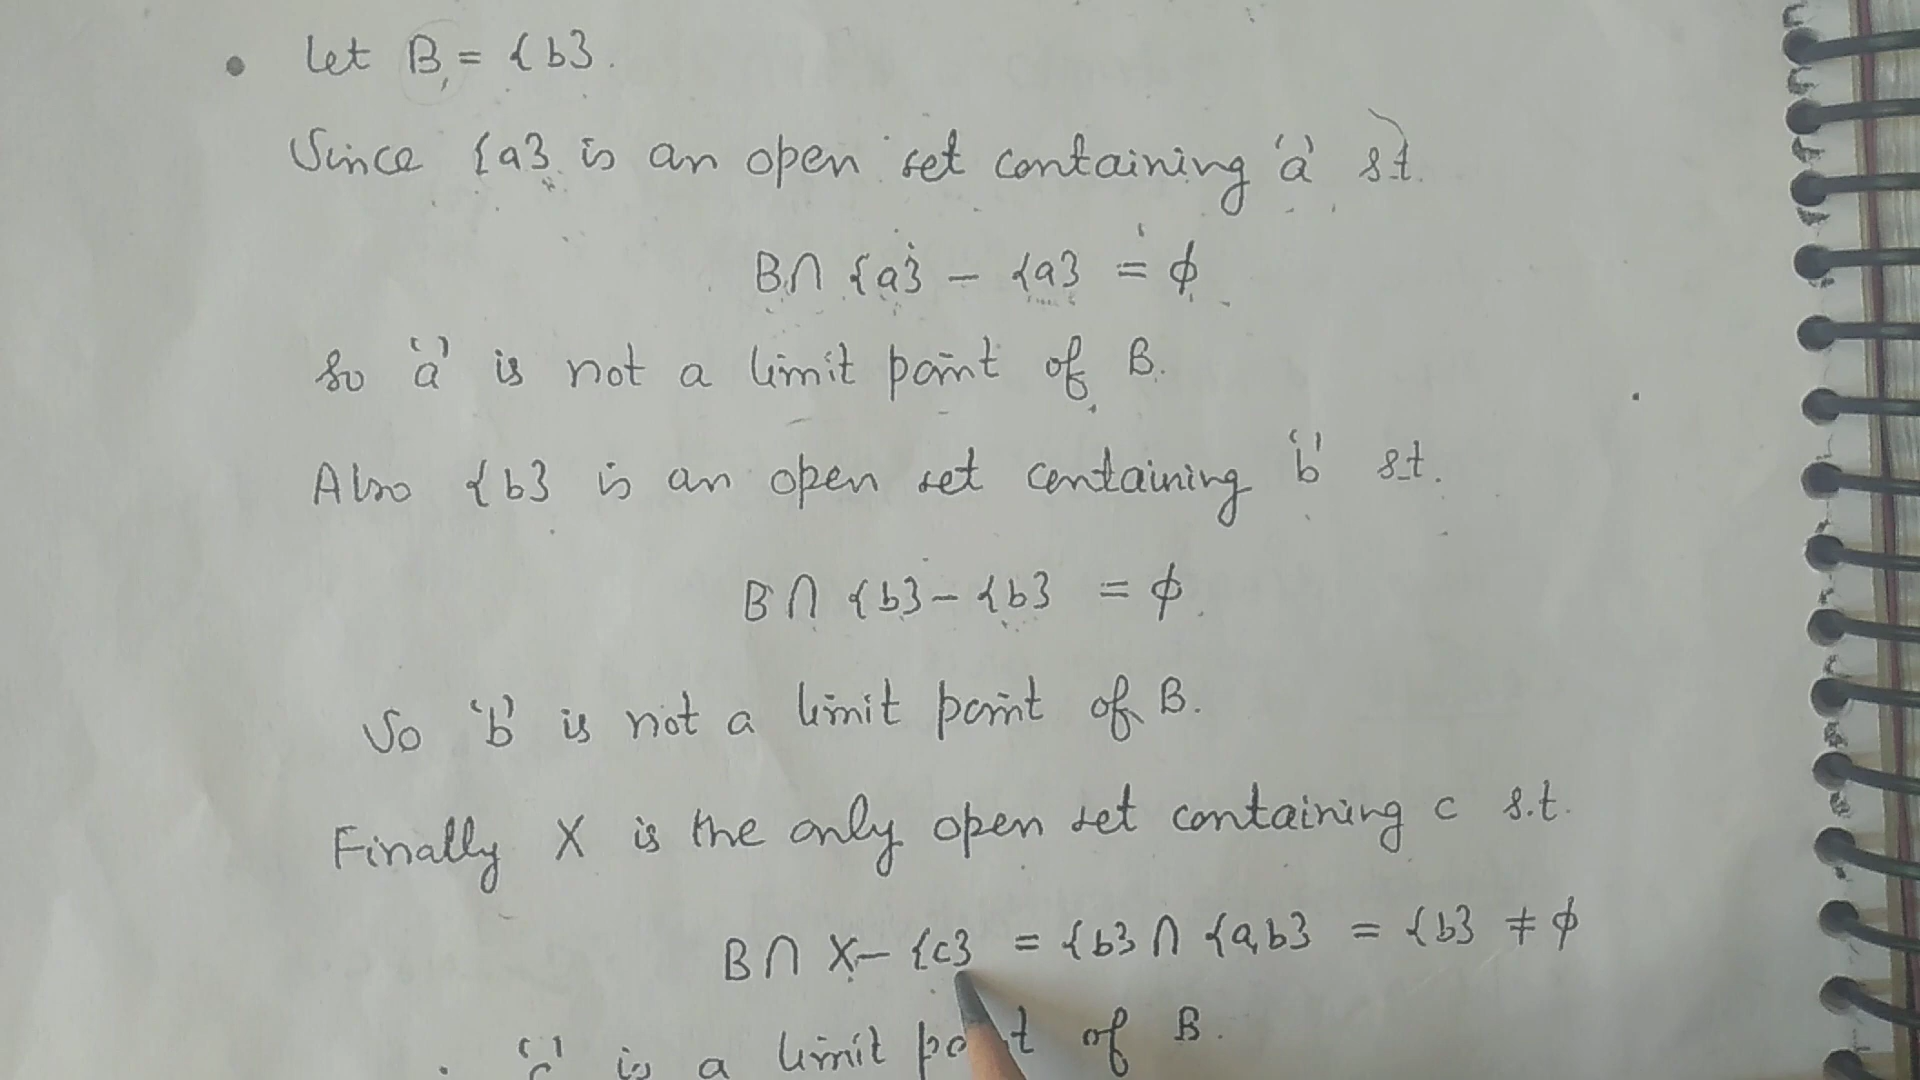 • Let B = {b}.
Since {a} is an open set containing 'a' s.t.
B∩ {a} – {a} = ϕ
So 'a' is not a limit point of B.
Also {b} is an open set containing 'b' s.t.
B∩ {b} – {b} = ϕ.
So 'b' is not a limit point of B.
Finally X is the only open set containing c s.t.
B∩ X – {c} = {b} ∩ {a,b} = {b} ≠ ϕ
'c' is a limit point of B.